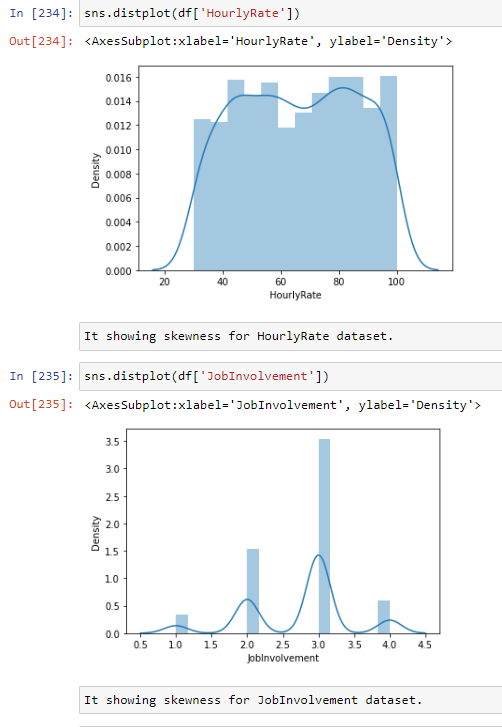 In [234]: sns.distplot(df['HourlyRate'])
Out[234]: <AxesSubplot:xlabel='HourlyRate', ylabel='Density'>
0.016
0.014
0.012
0.010
0.008
0.006
0.004
0.002
0.000
Density
20 40 60 80 100
HourlyRate
It showing skewness for HourlyRate dataset.
In [235]: sns.distplot(df['JobInvolvement'])
Out[235]: <AxesSubplot:xlabel='JobInvolvement', ylabel='Density'>
3.5
3.0
2.5
2.0
1.5
1.0
0.5
0.0
Density
0.5 1.0 1.5 2.0 2.5 3.0 3.5 4.0 4.5
JobInvolvement
It showing skewness for JobInvolvement dataset.